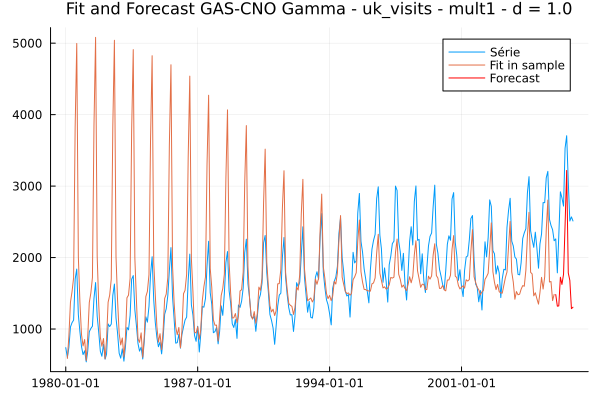 Fit and Forecast GAS-CNO Gamma - uk_visits - mult1 - d = 1.0
Série
Fit in sample
Forecast
5000
4000
3000
2000
1000
1980-01-01 1987-01-01 1994-01-01 2001-01-01